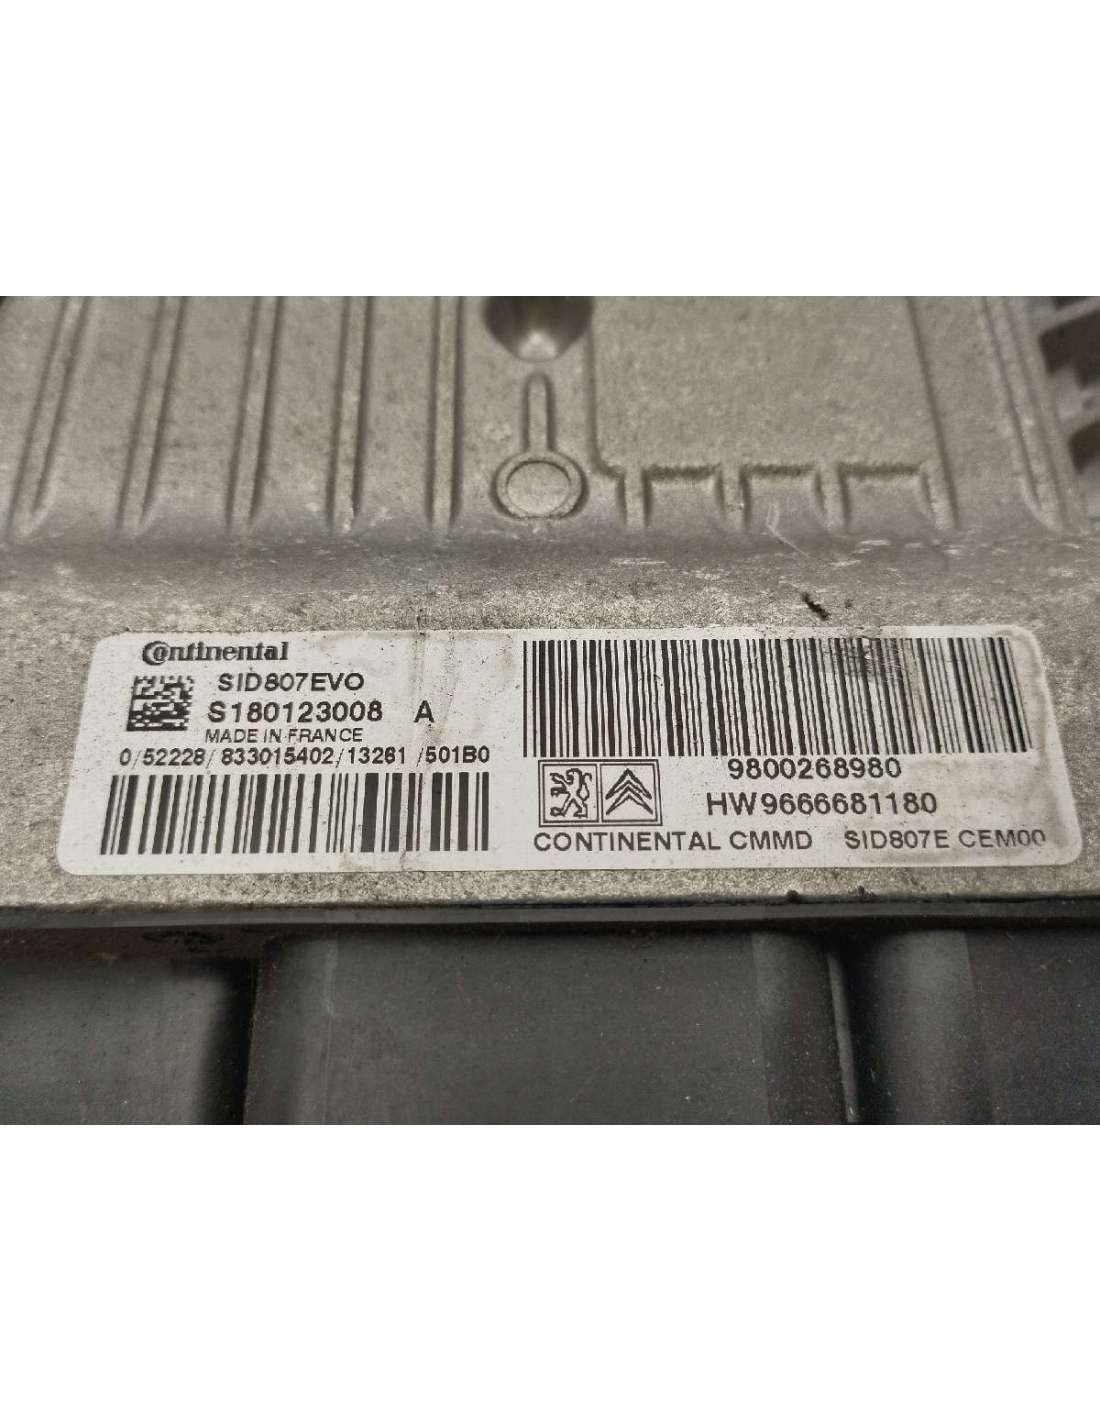 Continental
SID807EVO
S180123008 A
MADE IN FRANCE
0/52228/833015402/13261/501B0
9800268980
HW9666681180
CONTINENTAL CMMD SID807E CEM00